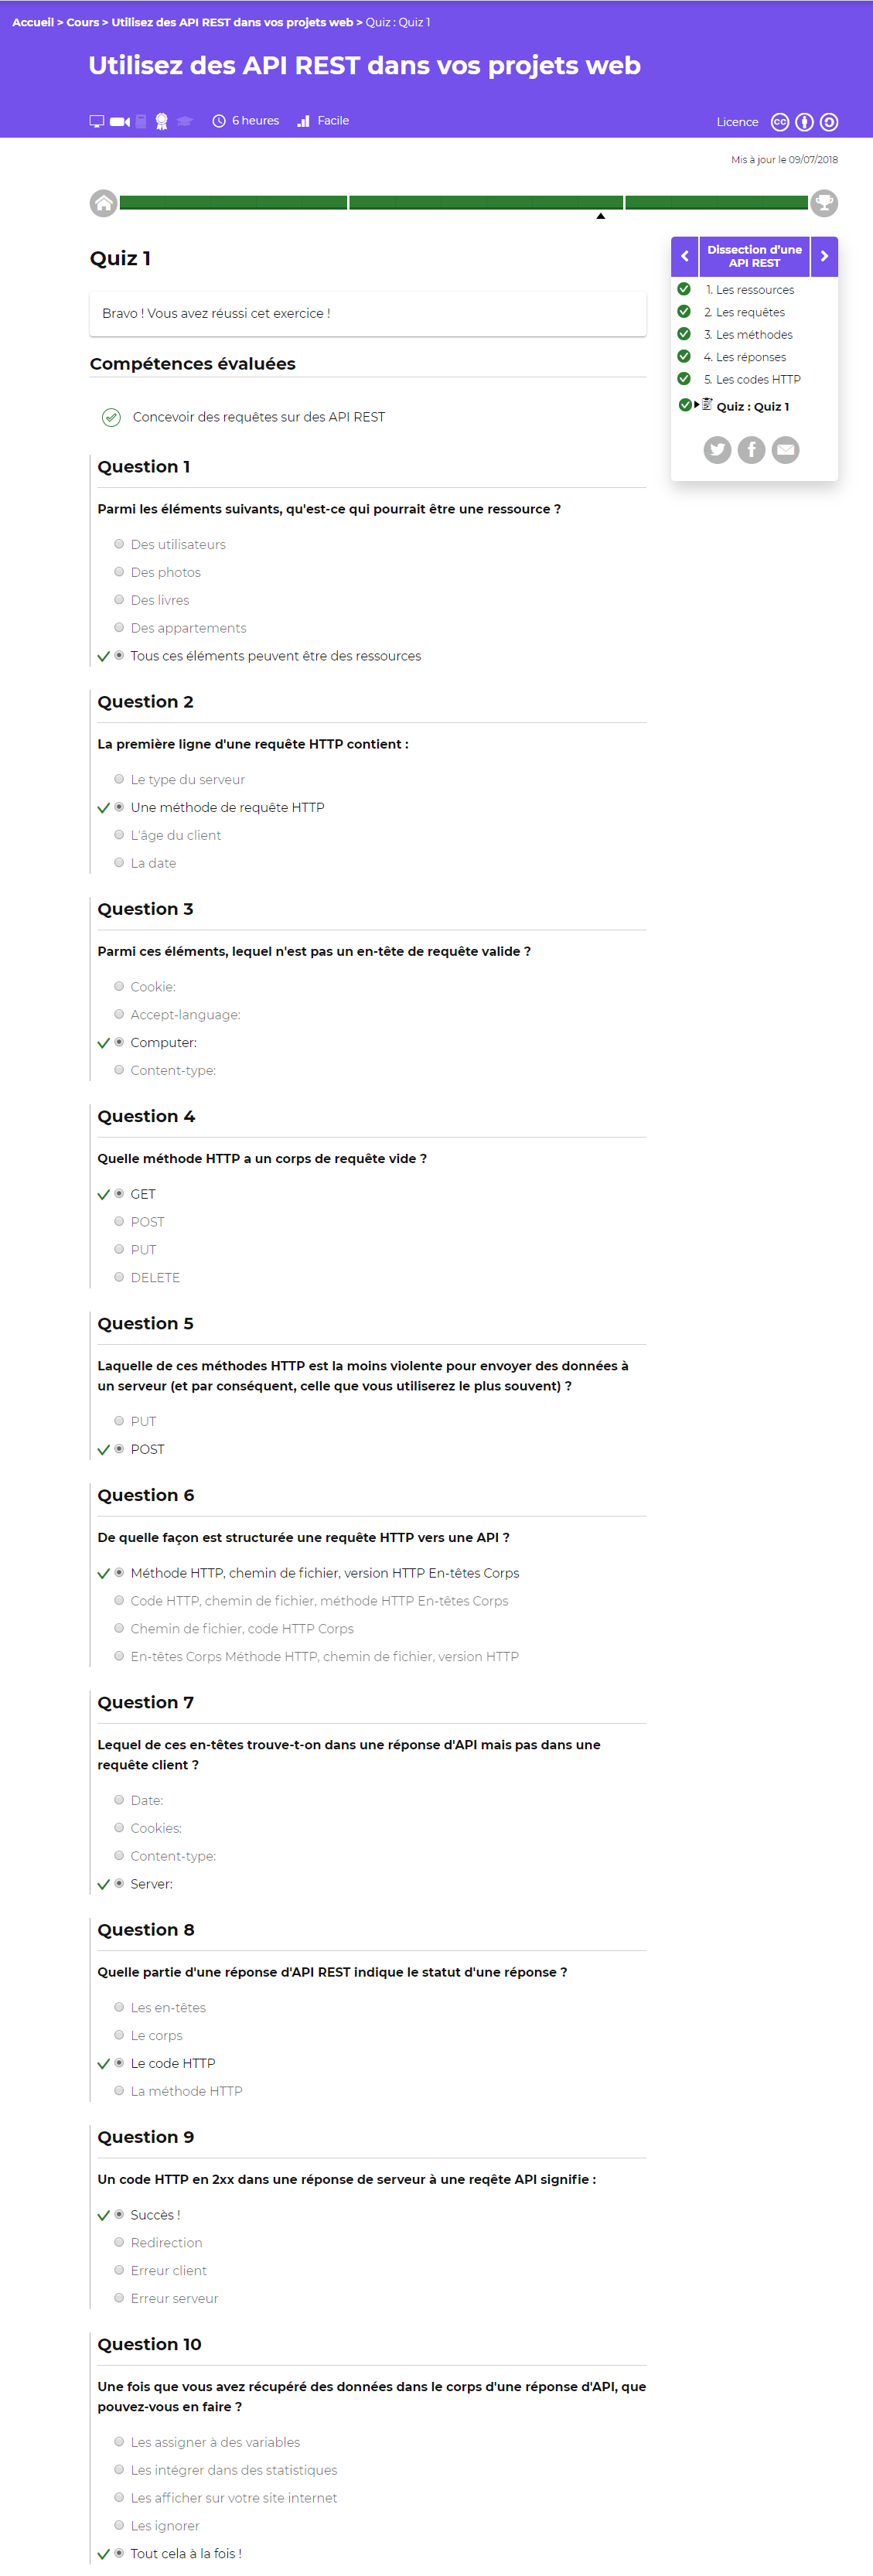 Accueil > Cours > Utilisez des API REST dans vos projets web > Quiz : Quiz 1
Utilisez des API REST dans vos projets web
6 heures
Facile
Licence
Mis à jour le 09/07/2018
Quiz 1
Bravo ! Vous avez réussi cet exercice !
Compétences évaluées
Concevoir des requêtes sur des API REST
Dissection d'une
API REST
1. Les ressources
2. Les requêtes
3. Les méthodes
4. Les réponses
5. Les codes HTTP
Quiz : Quiz 1
Question 1
Parmi les éléments suivants, qu'est-ce qui pourrait être une ressource ?
Des utilisateurs
Des photos
Des livres
Des appartements
Tous ces éléments peuvent être des ressources
Question 2
La première ligne d'une requête HTTP contient :
Le type du serveur
Une méthode de requête HTTP
L'âge du client
La date
Question 3
Parmi ces éléments, lequel n'est pas un en-tête de requête valide ?
Cookie:
Accept-language:
Computer:
Content-type:
Question 4
Quelle méthode HTTP a un corps de requête vide ?
GET
POST
PUT
DELETE
Question 5
Laquelle de ces méthodes HTTP est la moins violente pour envoyer des données à
un serveur (et par conséquent, celle que vous utiliserez le plus souvent) ?
PUT
POST
Question 6
De quelle façon est structurée une requête HTTP vers une API ?
Méthode HTTP, chemin de fichier, version HTTP En-têtes Corps
Code HTTP, chemin de fichier, méthode HTTP En-têtes Corps
Chemin de fichier, code HTTP Corps
En-têtes Corps Méthode HTTP, chemin de fichier, version HTTP
Question 7
Lequel de ces en-têtes trouve-t-on dans une réponse d'API mais pas dans une
requête client ?
Date:
Cookies:
Content-type:
Server:
Question 8
Quelle partie d'une réponse d'API REST indique le statut d'une réponse ?
Les en-têtes
Le corps
Le code HTTP
La méthode HTTP
Question 9
Un code HTTP en 2xx dans une réponse de serveur à une reqête API signifie :
Succès !
Redirection
Erreur client
Erreur serveur
Question 10
Une fois que vous avez récupéré des données dans le corps d'une réponse d'API, que
pouvez-vous en faire ?
Les assigner à des variables
Les intégrer dans des statistiques
Les afficher sur votre site internet
Les ignorer
Tout cela à la fois !